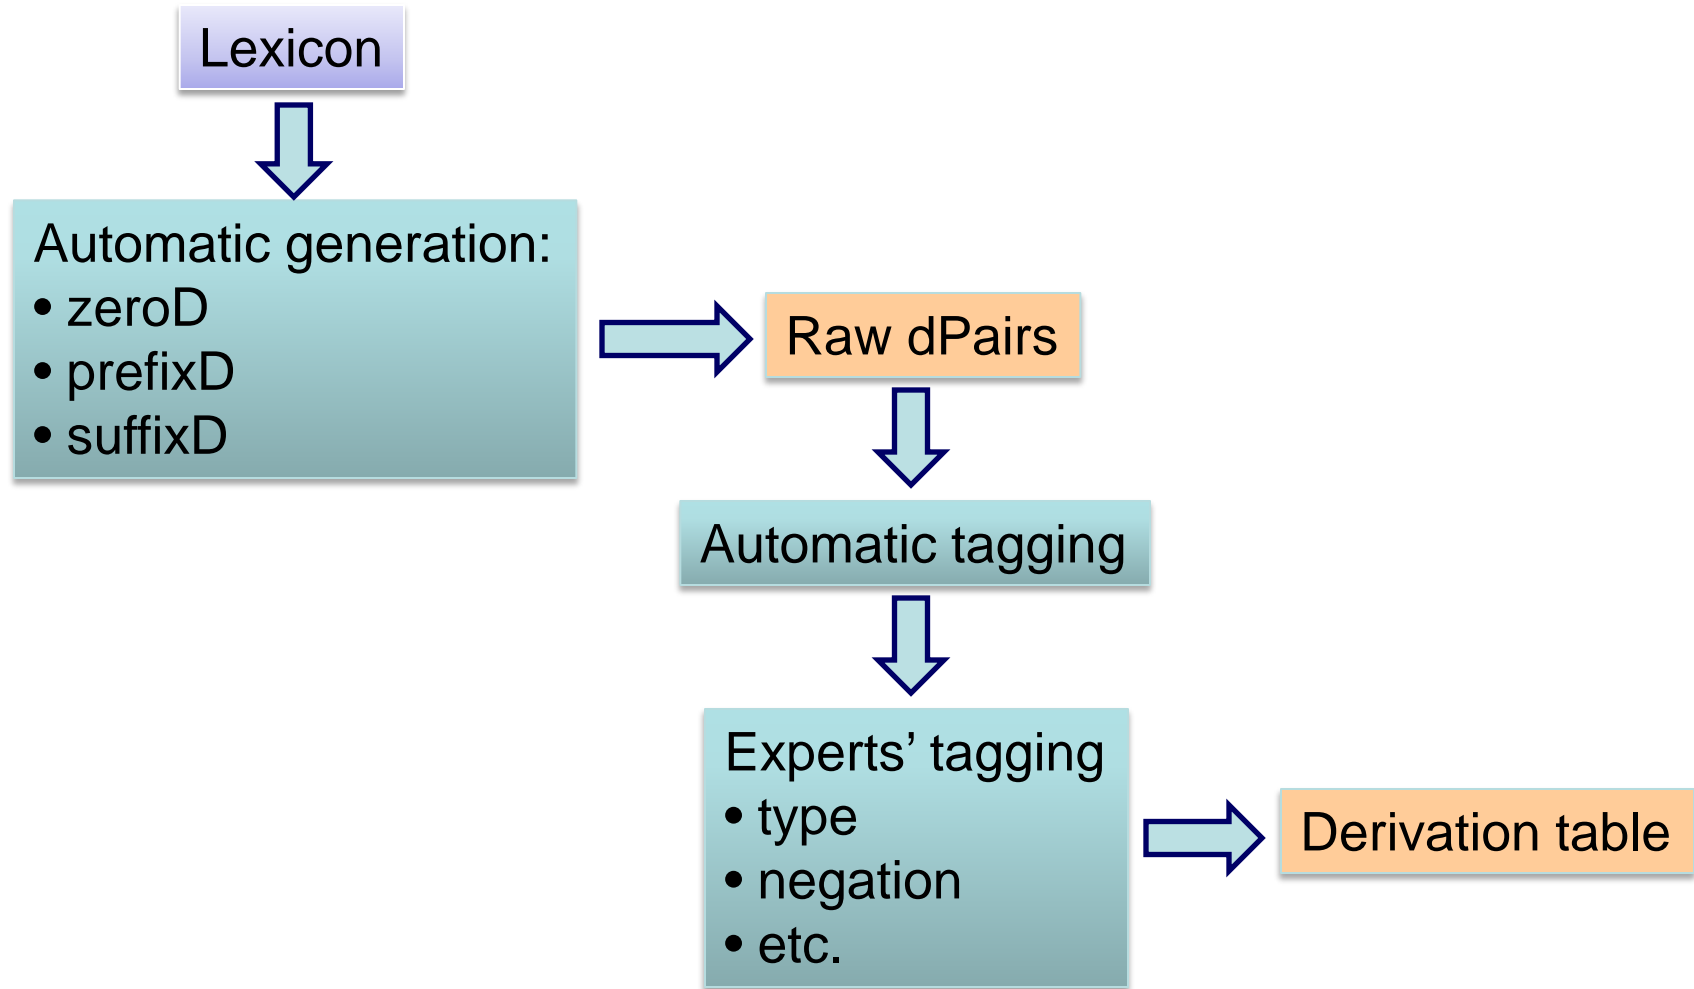 Lexicon
Automatic generation:
• zeroD
• prefixD
• suffixD
Raw dPairs
Automatic tagging
Experts’ tagging
• type
• negation
• etc.
Derivation table